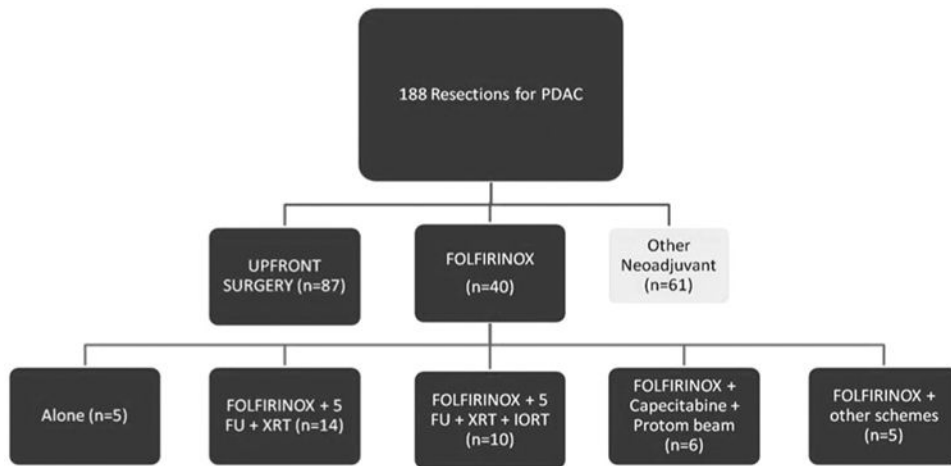 188 Resections for PDAC
UPFRONT
SURGERY (n=87)
FOLFIRINOX
(n=40)
Other
Neoadjuvant
(n=61)
Alone (n=5)
FOLFIRINOX + 5
FU + XRT (n=14)
FOLFIRINOX + 5
FU + XRT + IORT
(n=10)
FOLFIRINOX +
Capecitabine +
Protom beam
(n=6)
FOLFIRINOX +
other schemes
(n=5)